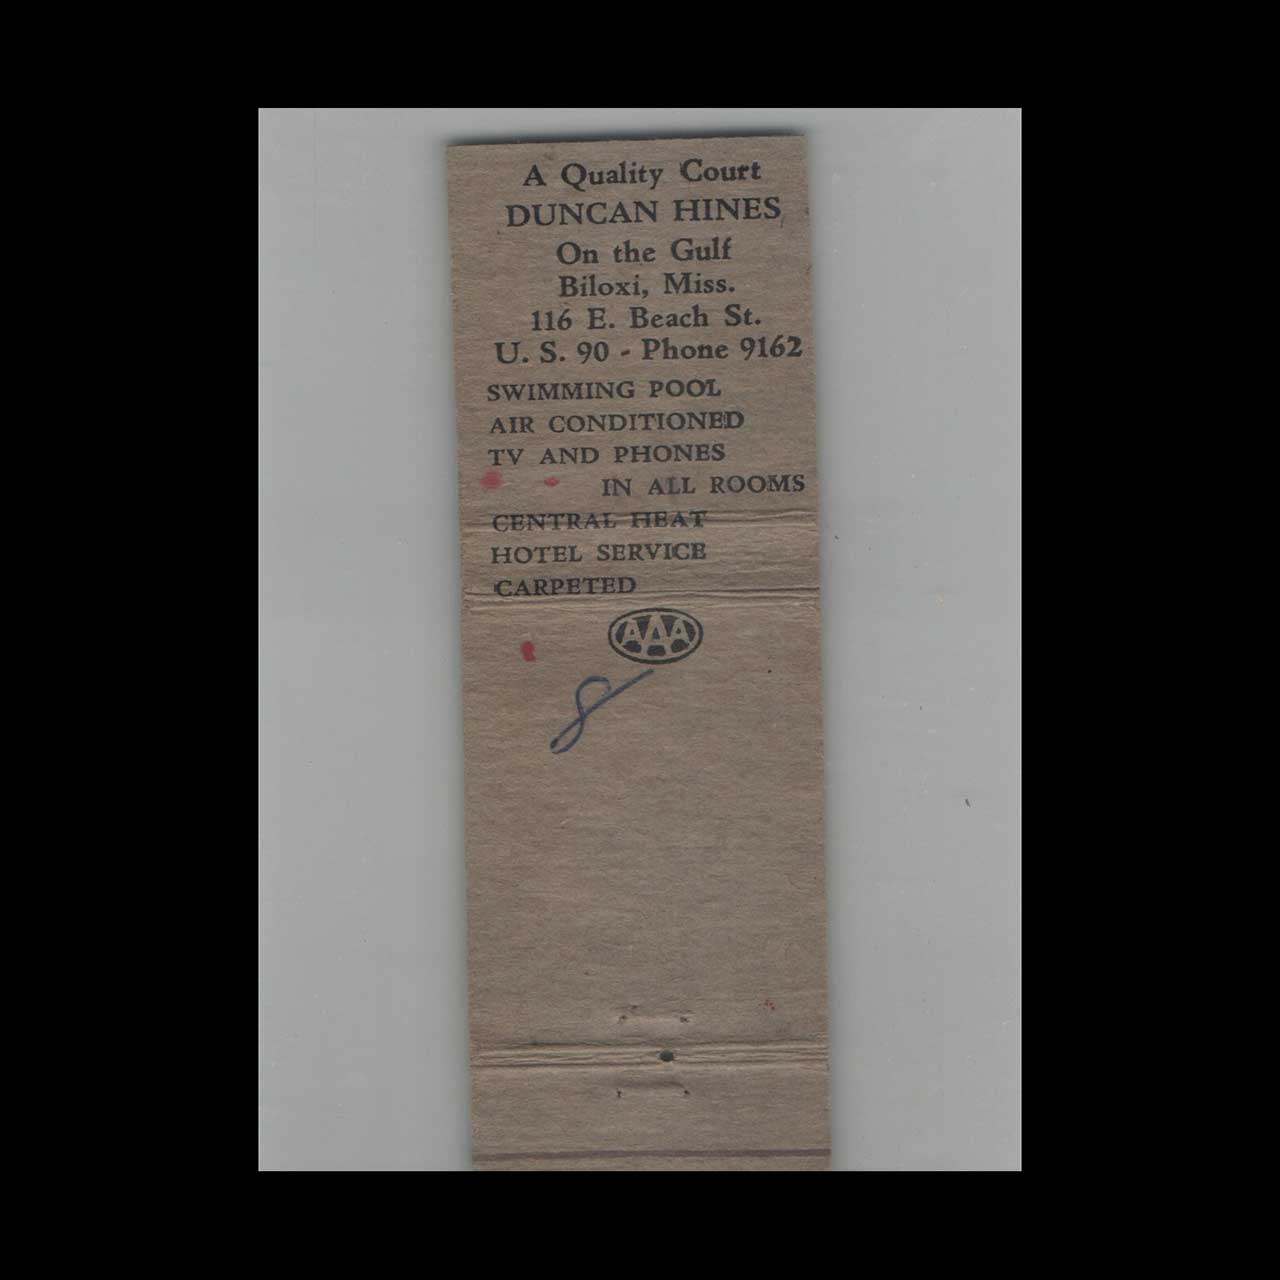 A Quality Court
DUNCAN HINES
On the Gulf
Biloxi, Miss.
116 E. Beach St.
U. S. 90 - Phone 9162
SWIMMING POOL
AIR CONDITIONED
TV AND PHONES
IN ALL ROOMS
CENTRAL HEAT
HOTEL SERVICE
CARPETED
AAA
8